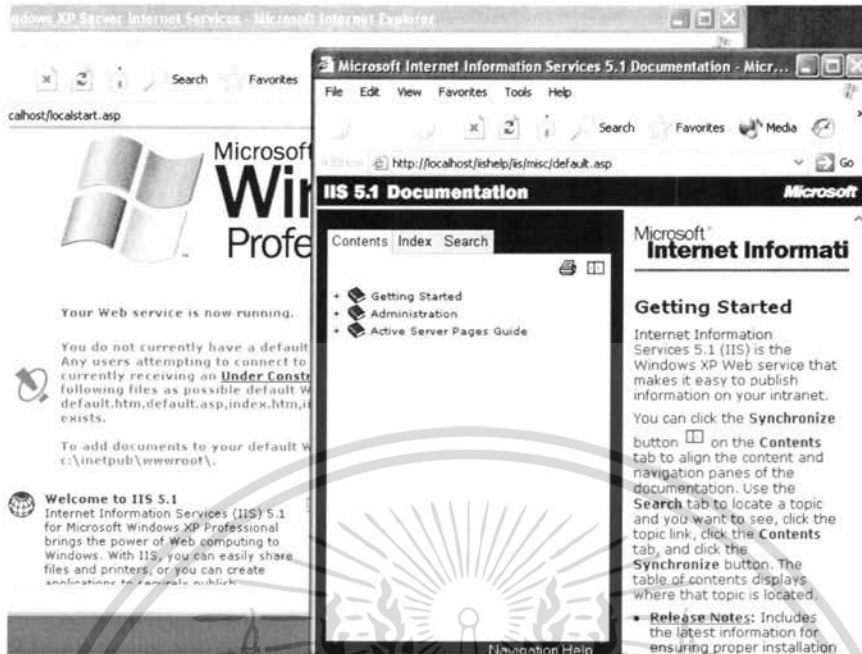 ndows XP Server Internet Services - Microsoft Internet Explorer
Search Favorites
calhost/localstart.asp
Microsoft
Wir
Profe
Your Web service is now running.
You do not currently have a default
Any users attempting to connect to
currently receiving an Under Constr
following files as possible default W
default.htm,default.asp,index.htm,i
exists.
To add documents to your default W
c:\inetpub\wwwroot\.
Welcome to IIS 5.1
Internet Information Services (IIS) 5.1
for Microsoft Windows XP Professional
brings the power of Web computing to
Windows. With IIS, you can easily share
files and printers, or you can create
applications to securely publish
Microsoft Internet Information Services 5.1 Documentation - Micr...
File Edit View Favorites Tools Help
Search Favorites Media
Address http://localhost/iishelp/iis/misc/default.asp Go
IIS 5.1 Documentation Microsoft
Contents Index Search
+ Getting Started
+ Administration
+ Active Server Pages Guide
Navigation Help
Microsoft
Internet Informati
Getting Started
Internet Information
Services 5.1 (IIS) is the
Windows XP Web service that
makes it easy to publish
information on your intranet.
You can click the Synchronize
button on the Contents
tab to align the content and
navigation panes of the
documentation. Use the
Search tab to locate a topic
and you want to see, click the
topic link, click the Contents
tab, and click the
Synchronize button. The
table of contents displays
where that topic is located.
• Release Notes: Includes
the latest information for
ensuring proper installation